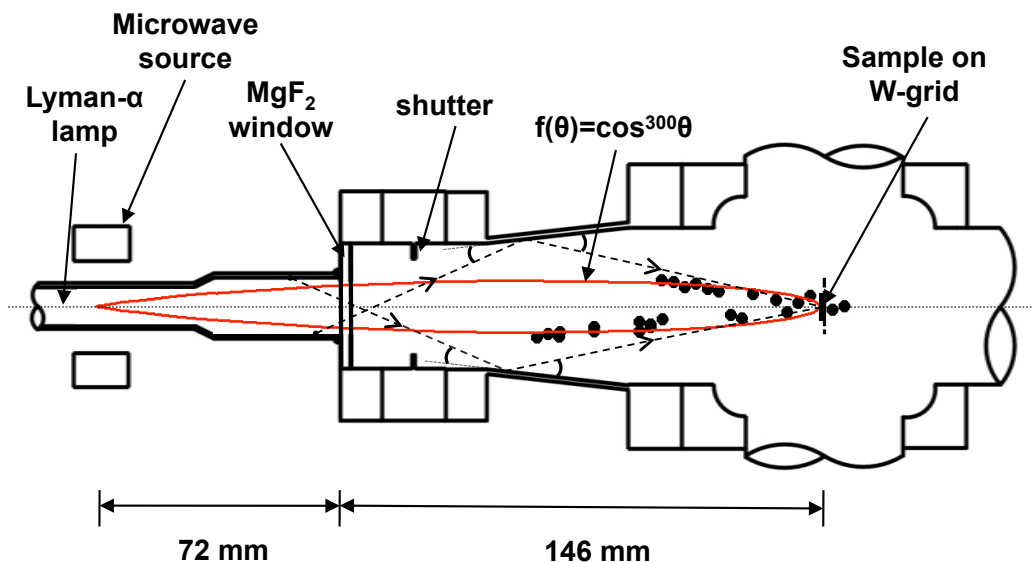 Microwave
source
Lyman-α
lamp
MgF₂
window
shutter
f(θ)=cos³⁰⁰θ
Sample on
W-grid
72 mm
146 mm